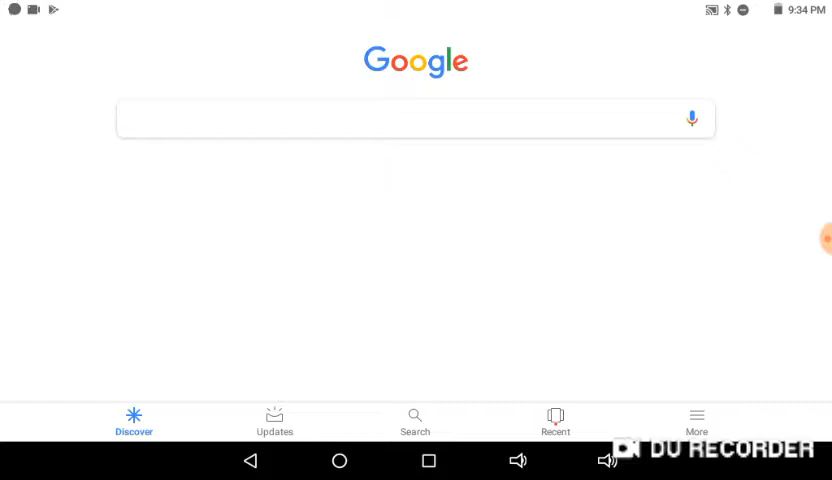 9:34 PM
Google
Discover
Updates
Search
Recent
More
DU RECORDER